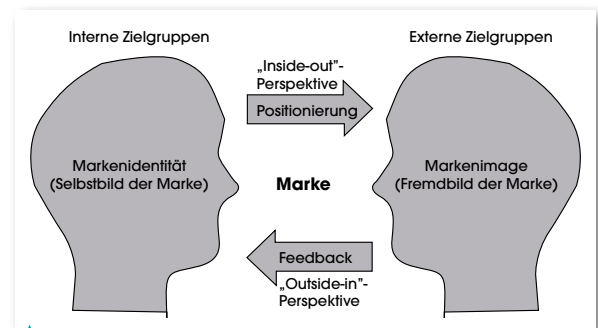 Interne Zielgruppen
Externe Zielgruppen
„Inside-out"-
Perspektive
Positionierung
Markenidentität
(Selbstbild der Marke)
Marke
Markenimage
(Fremdbild der Marke)
Feedback
„Outside-in"-
Perspektive